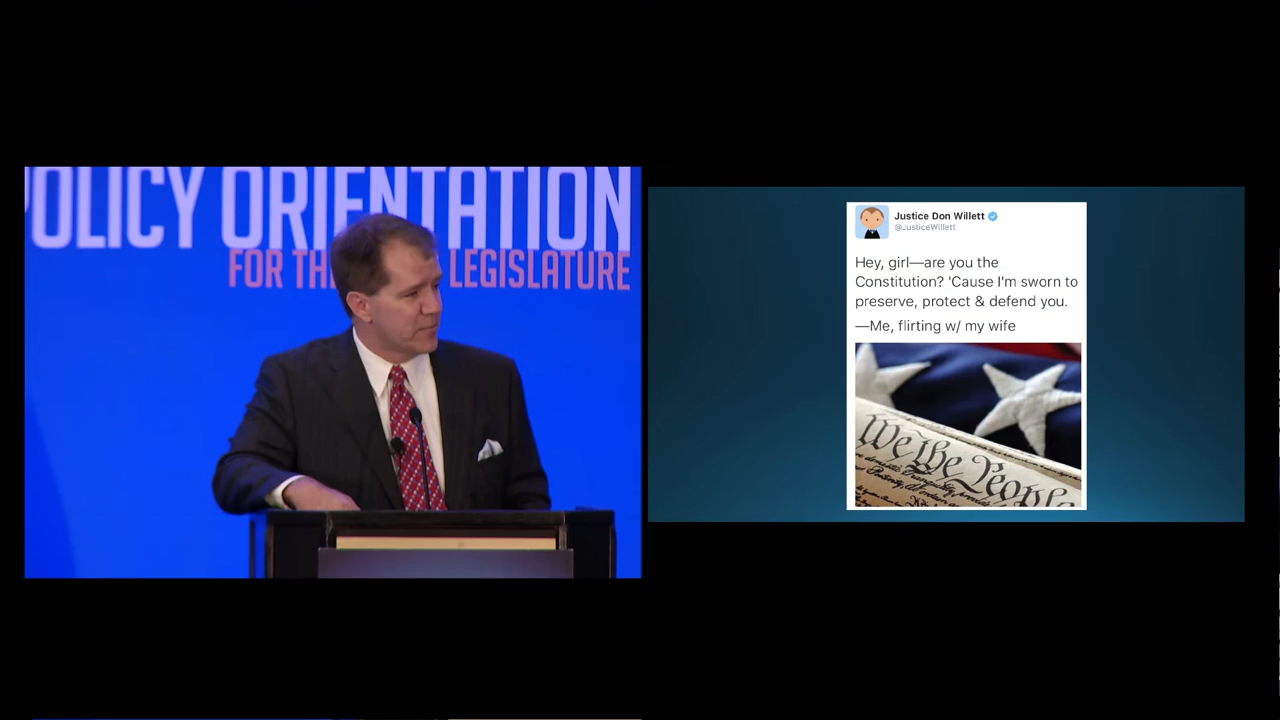 POLICY ORIENTATION
FOR TH LEGISLATURE
Justice Don Willett
@JusticeWillett
Hey, girl—are you the
Constitution? 'Cause I'm sworn to
preserve, protect & defend you.
—Me, flirting w/ my wife
We the People